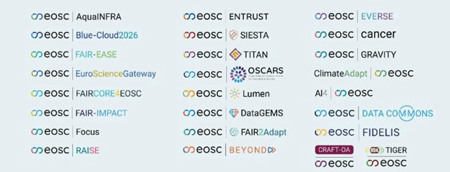 eosc | AquaINFRA
eosc | Blue-Cloud2026
eosc | FAIR-EASE
eosc | EuroScienceGateway
eosc | FAIRCORE4EOSC
eosc | FAIR-IMPACT
eosc | Focus
eosc | RAISE
eosc | ENTRUST
eosc | SIESTA
eosc | TITAN
eosc | OSCARS
eosc | Lumen
eosc | DataGEMS
eosc | FAIR2Adapt
eosc | BEYOND
eosc | EVERSE
eosc | cancer
eosc | GRAVITY
ClimateAdapt | eosc
AI4 | eosc
eosc | DATA COMMONS
eosc | FIDELIS
CRAFT-OA
eosc
TIGER
eosc